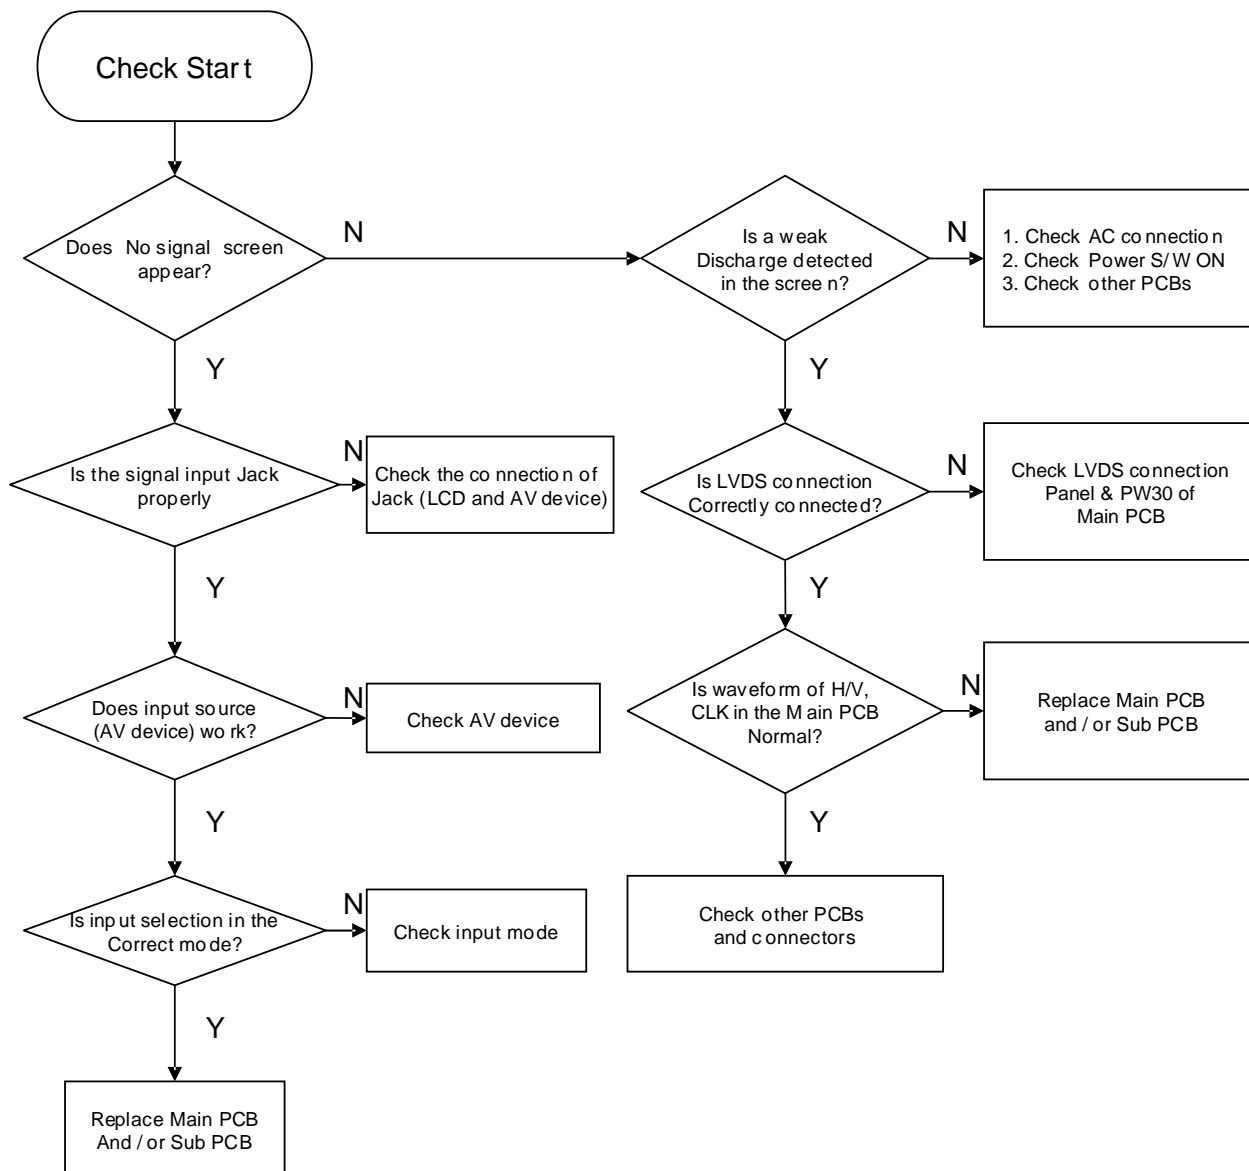 Check Start
Does No signal screen
appear?
N
Y
Is a weak
Discharge detected
in the screen?
N
1. Check AC connection
2. Check Power S/W ON
3. Check other PCBs
Y
Is the signal input Jack
properly
N
Check the connection of
Jack (LCD and AV device)
Y
Is LVDS connection
Correctly connected?
N
Check LVDS connection
Panel & PW30 of
Main PCB
Y
Does input source
(AV device) work?
N
Check AV device
Y
Is waveform of H/V,
CLK in the Main PCB
Normal?
N
Replace Main PCB
and / or Sub PCB
Y
Is input selection in the
Correct mode?
N
Check input mode
Y
Check other PCBs
and connectors
Replace Main PCB
And / or Sub PCB